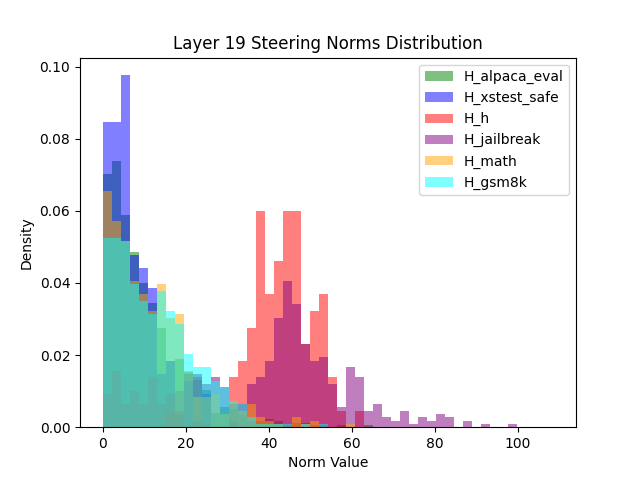 Layer 19 Steering Norms Distribution
0.10
0.08
0.06
0.04
0.02
0.00
Density
H_alpaca_eval
H_xstest_safe
H_h
H_jailbreak
H_math
H_gsm8k
0 20 40 60 80 100
Norm Value